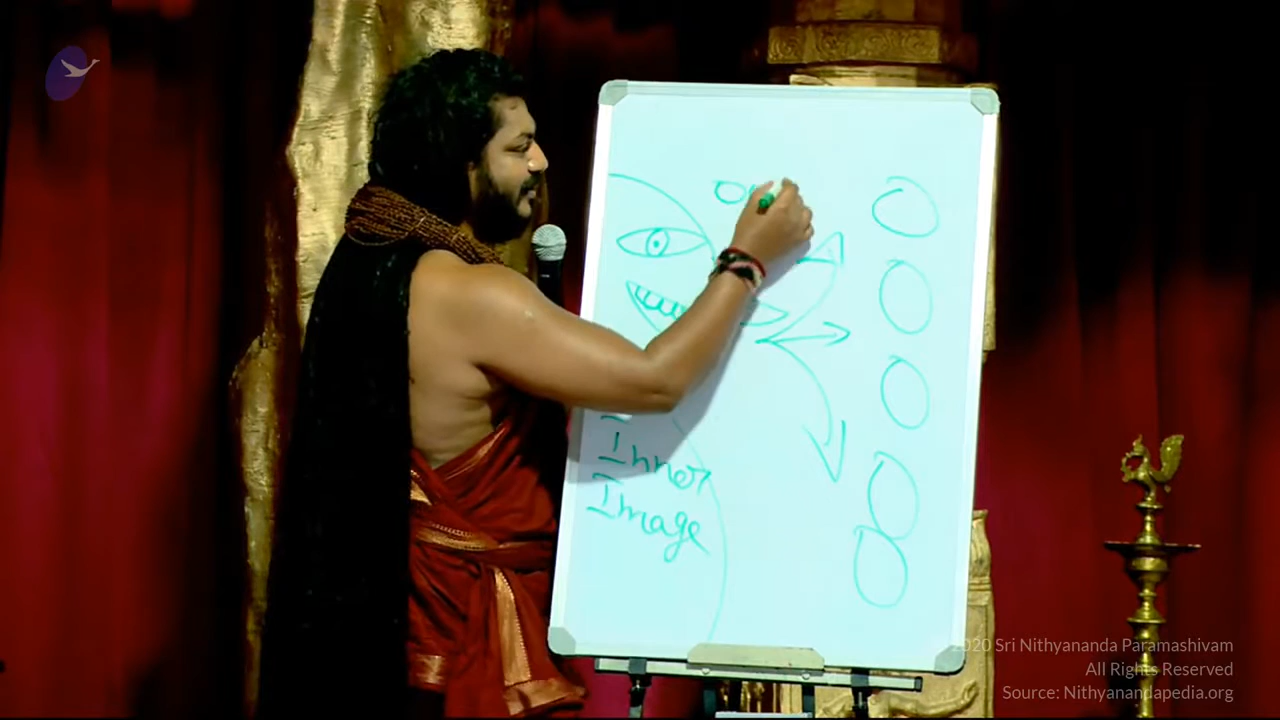 Inner
Image
2020 Sri Nithyananda Paramashivam
All Rights Reserved
Source: Nithyanandapedia.org